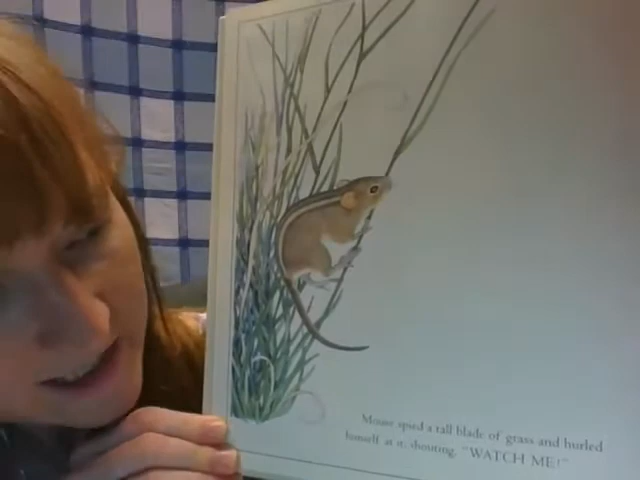 Mouse spied a tall blade of grass and hurled
himself at it, shouting, "WATCH ME!"